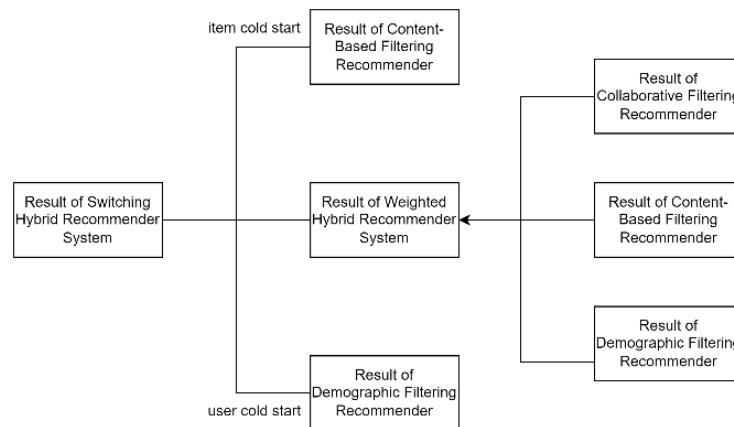 item cold start
Result of Content-
Based Filtering
Recommender
Result of
Collaborative Filtering
Recommender
Result of Switching
Hybrid Recommender
System
Result of Weighted
Hybrid Recommender
System
Result of Content-
Based Filtering
Recommender
Result of
Demographic Filtering
Recommender
user cold start
Result of
Demographic Filtering
Recommender